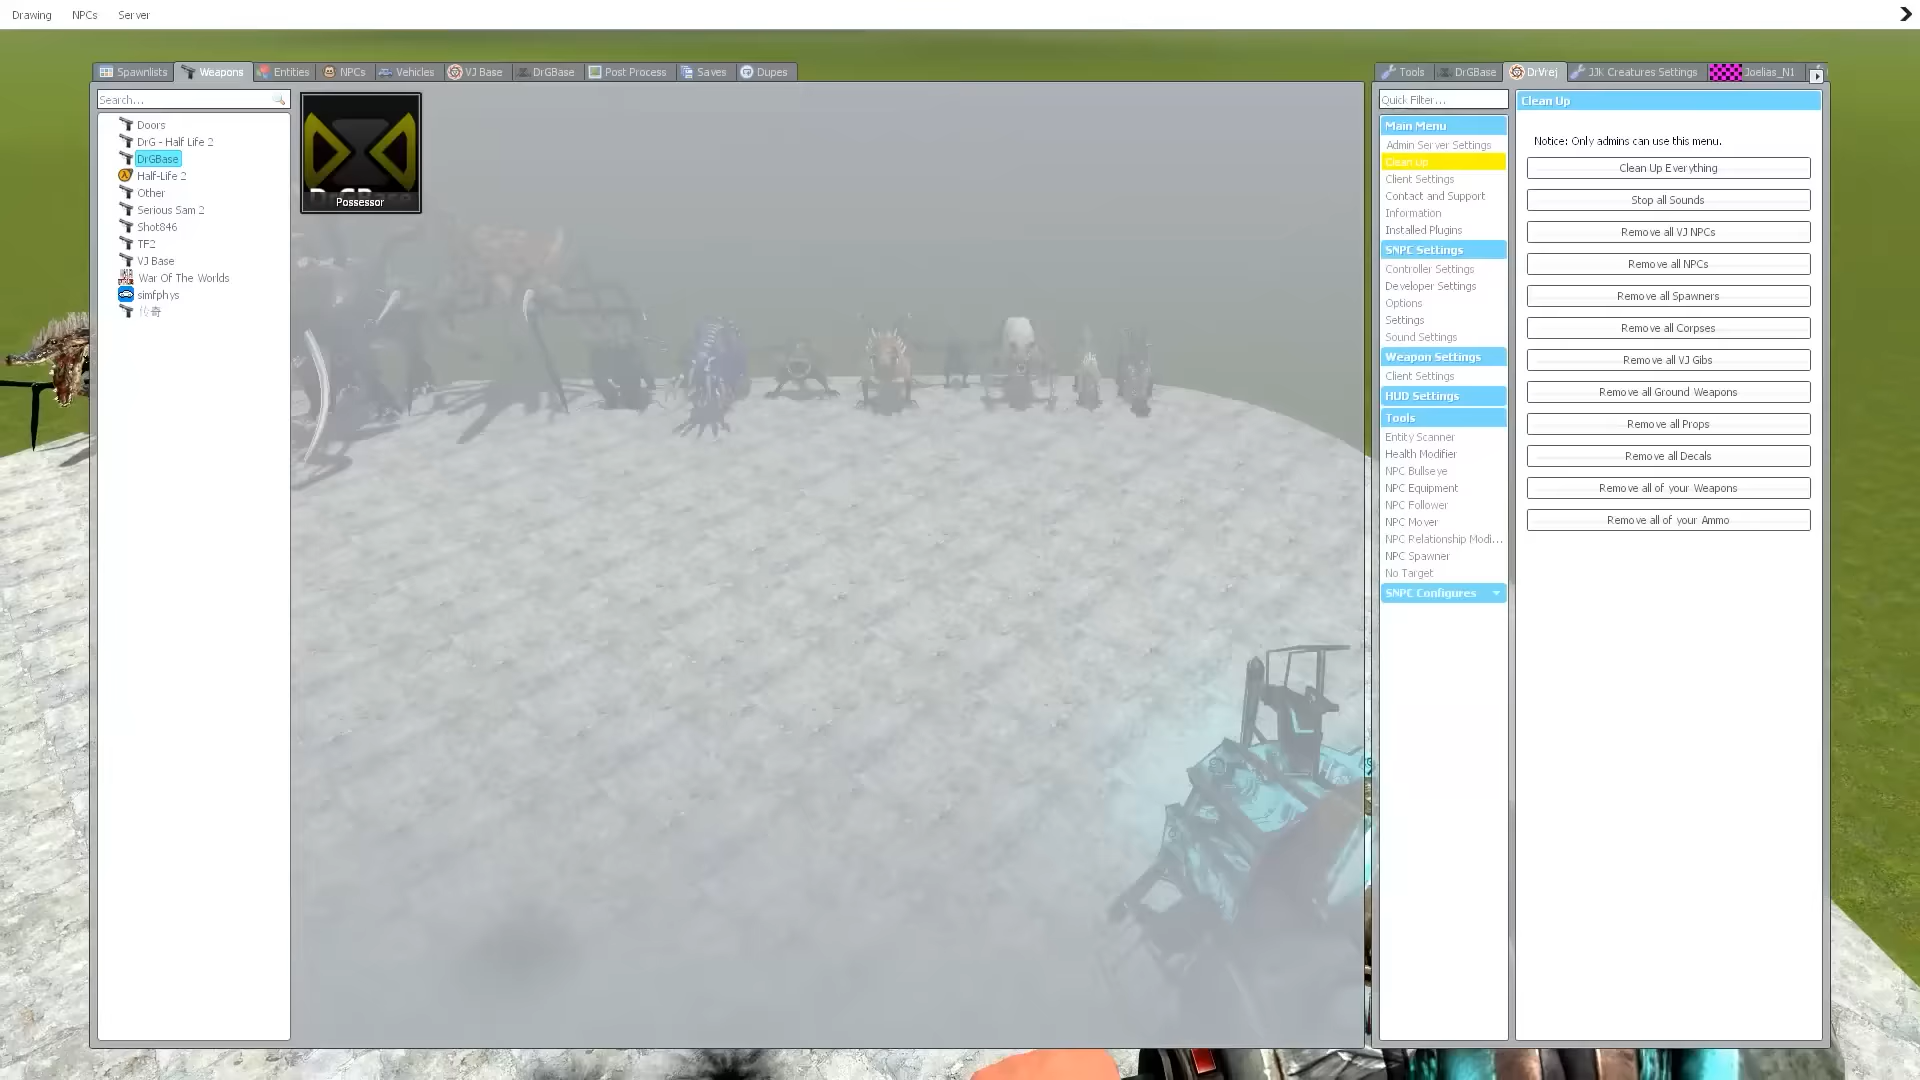 Drawing NPCs Server
Spawnlists Weapons Entities NPCs Vehicles VJ Base DrGBase Post Process Saves Dupes
Search...
Doors
DrG - Half Life 2
DrGBase
Half-Life 2
Other
Serious Sam 2
Shot846
TF2
VJ Base
War Of The Worlds
simfphys
传奇
DrGBase
Possessor
Tools DrGBase DrVrej JJK Creatures Settings Joelias_N1
Quick Filter...
Main Menu
Admin Server Settings
Clean Up
Client Settings
Contact and Support
Information
Installed Plugins
SNPC Settings
Controller Settings
Developer Settings
Options
Settings
Sound Settings
Weapon Settings
Client Settings
HUD Settings
Tools
Entity Scanner
Health Modifier
NPC Bullseye
NPC Equipment
NPC Follower
NPC Mover
NPC Relationship Modi...
NPC Spawner
No Target
SNPC Configures
Clean Up
Notice: Only admins can use this menu.
Clean Up Everything
Stop all Sounds
Remove all VJ NPCs
Remove all NPCs
Remove all Spawners
Remove all Corpses
Remove all VJ Gibs
Remove all Ground Weapons
Remove all Props
Remove all Decals
Remove all of your Weapons
Remove all of your Ammo